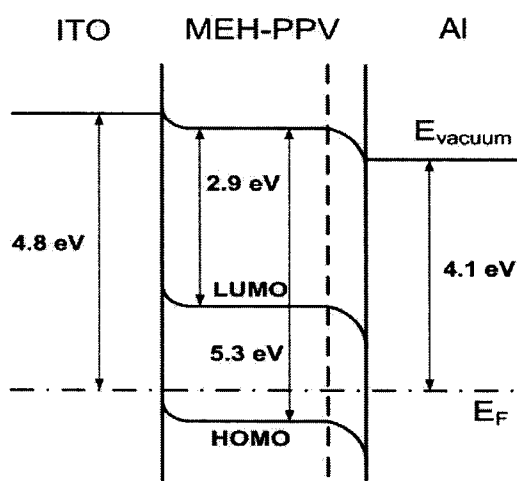 ITO MEH-PPV Al
E_vacuum
2.9 eV
4.8 eV
4.1 eV
LUMO
5.3 eV
E_F
HOMO